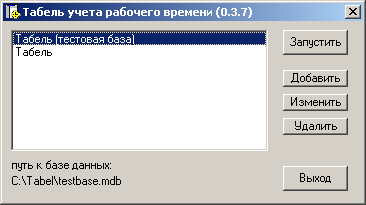 Табель учета рабочего времени (0.3.7)
Табель (тестовая база)
Табель
Запустить
Добавить
Изменить
Удалить
путь к базе данных:
C:\Tabel\testbase.mdb
Выход